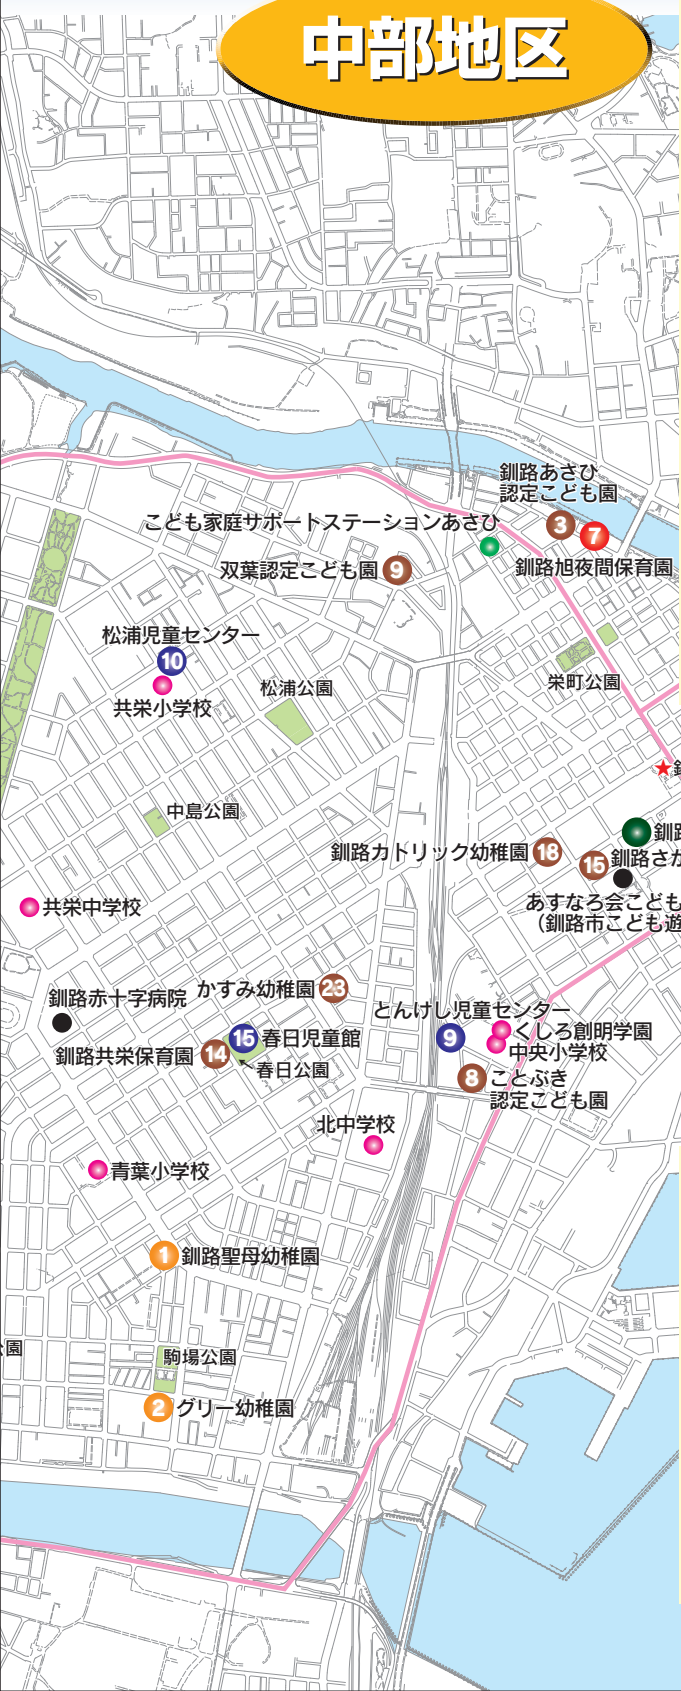 中部地区
釧路あさひ
認定こども園
こども家庭サポートステーションあさひ
3
7
双葉認定こども園
9
釧路旭夜間保育園
松浦児童センター
10
共栄小学校
松浦公園
栄町公園
中島公園
釧路カトリック幼稚園
18
15
釧路さか
あすなろ会こども
(釧路市こども遊
共栄中学校
かすみ幼稚園
23
釧路赤十字病院
とんけし児童センター
9
くしろ創明学園
中央小学校
15
春日児童館
釧路共栄保育園
14
春日公園
8
ことぶき
認定こども園
北中学校
青葉小学校
1
釧路聖母幼稚園
公園
駒場公園
2
グリー幼稚園